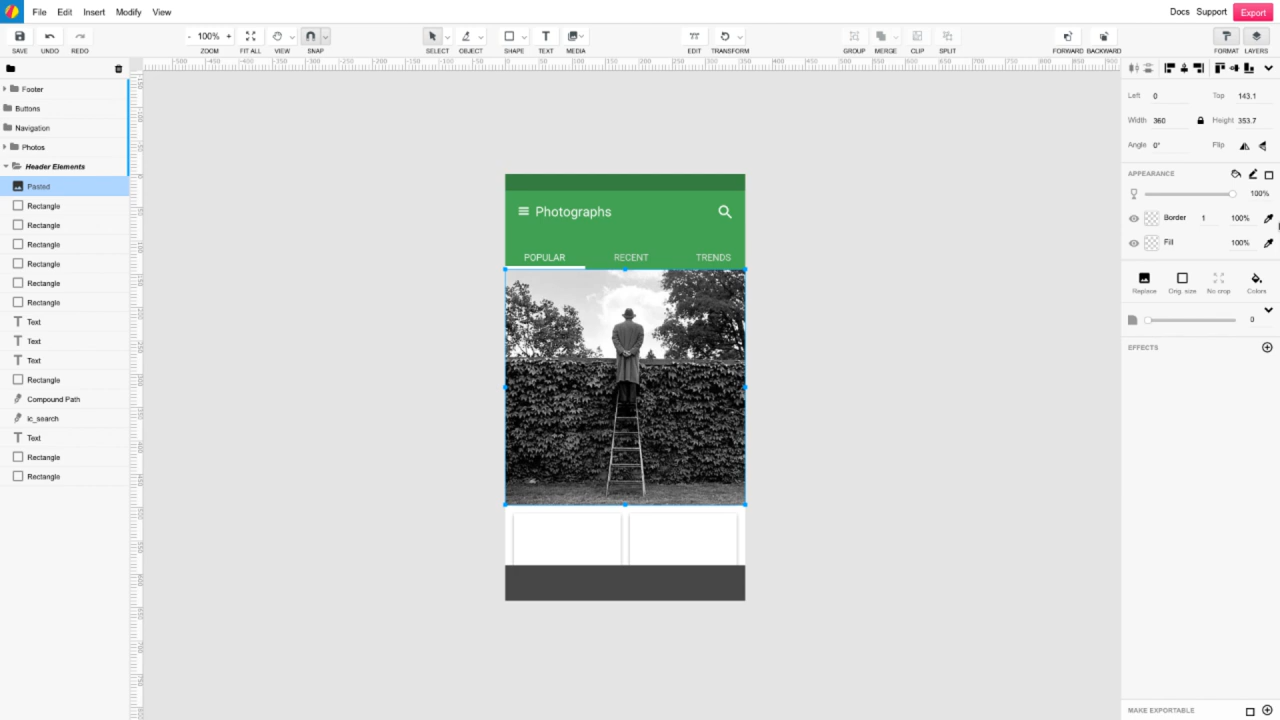 File Edit Insert Modify View Docs Support Export
- 100% +
SAVE UNDO REDO ZOOM FIT ALL VIEW SNAP SELECT OBJECT SHAPE TEXT MEDIA EDIT TRANSFORM GROUP MERGE CLIP SPLIT FORWARD BACKWARD FORMAT LAYERS
Footer
Buttons
Navigation
Photos
Header Elements
Pasted
Rectangle
Rectangle
Rectangle
Rectangle
Rectangle
Rectangle
Text
Text
Text
Rectangle
Compound Path
ic_search
Text
Rectangle
Rectangle
Photographs
POPULAR RECENT TRENDS
Left 0 Top 143.1
Width 360 Height 353.7
Angle 0° Flip
APPEARANCE
100%
Border 1 100%
Fill 100%
Replace Orig. size No crop Colors
0
EFFECTS
MAKE EXPORTABLE